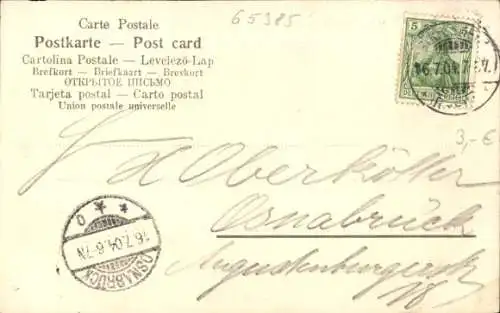 65385
Carte Postale
Postkarte — Post card
Cartolina Postale — Levelező-Lap
Brefkort — Briefkaart — Brevkort
ОТКРЫТОЕ ПИСЬМО
Tarjeta postal — Carto postal
Union postale universelle
5
16.7.04.
3,- €
Oberkötter
Osnabrück
Augustenburgerstr
16.7.04.6-7N
OSNABRÜCK